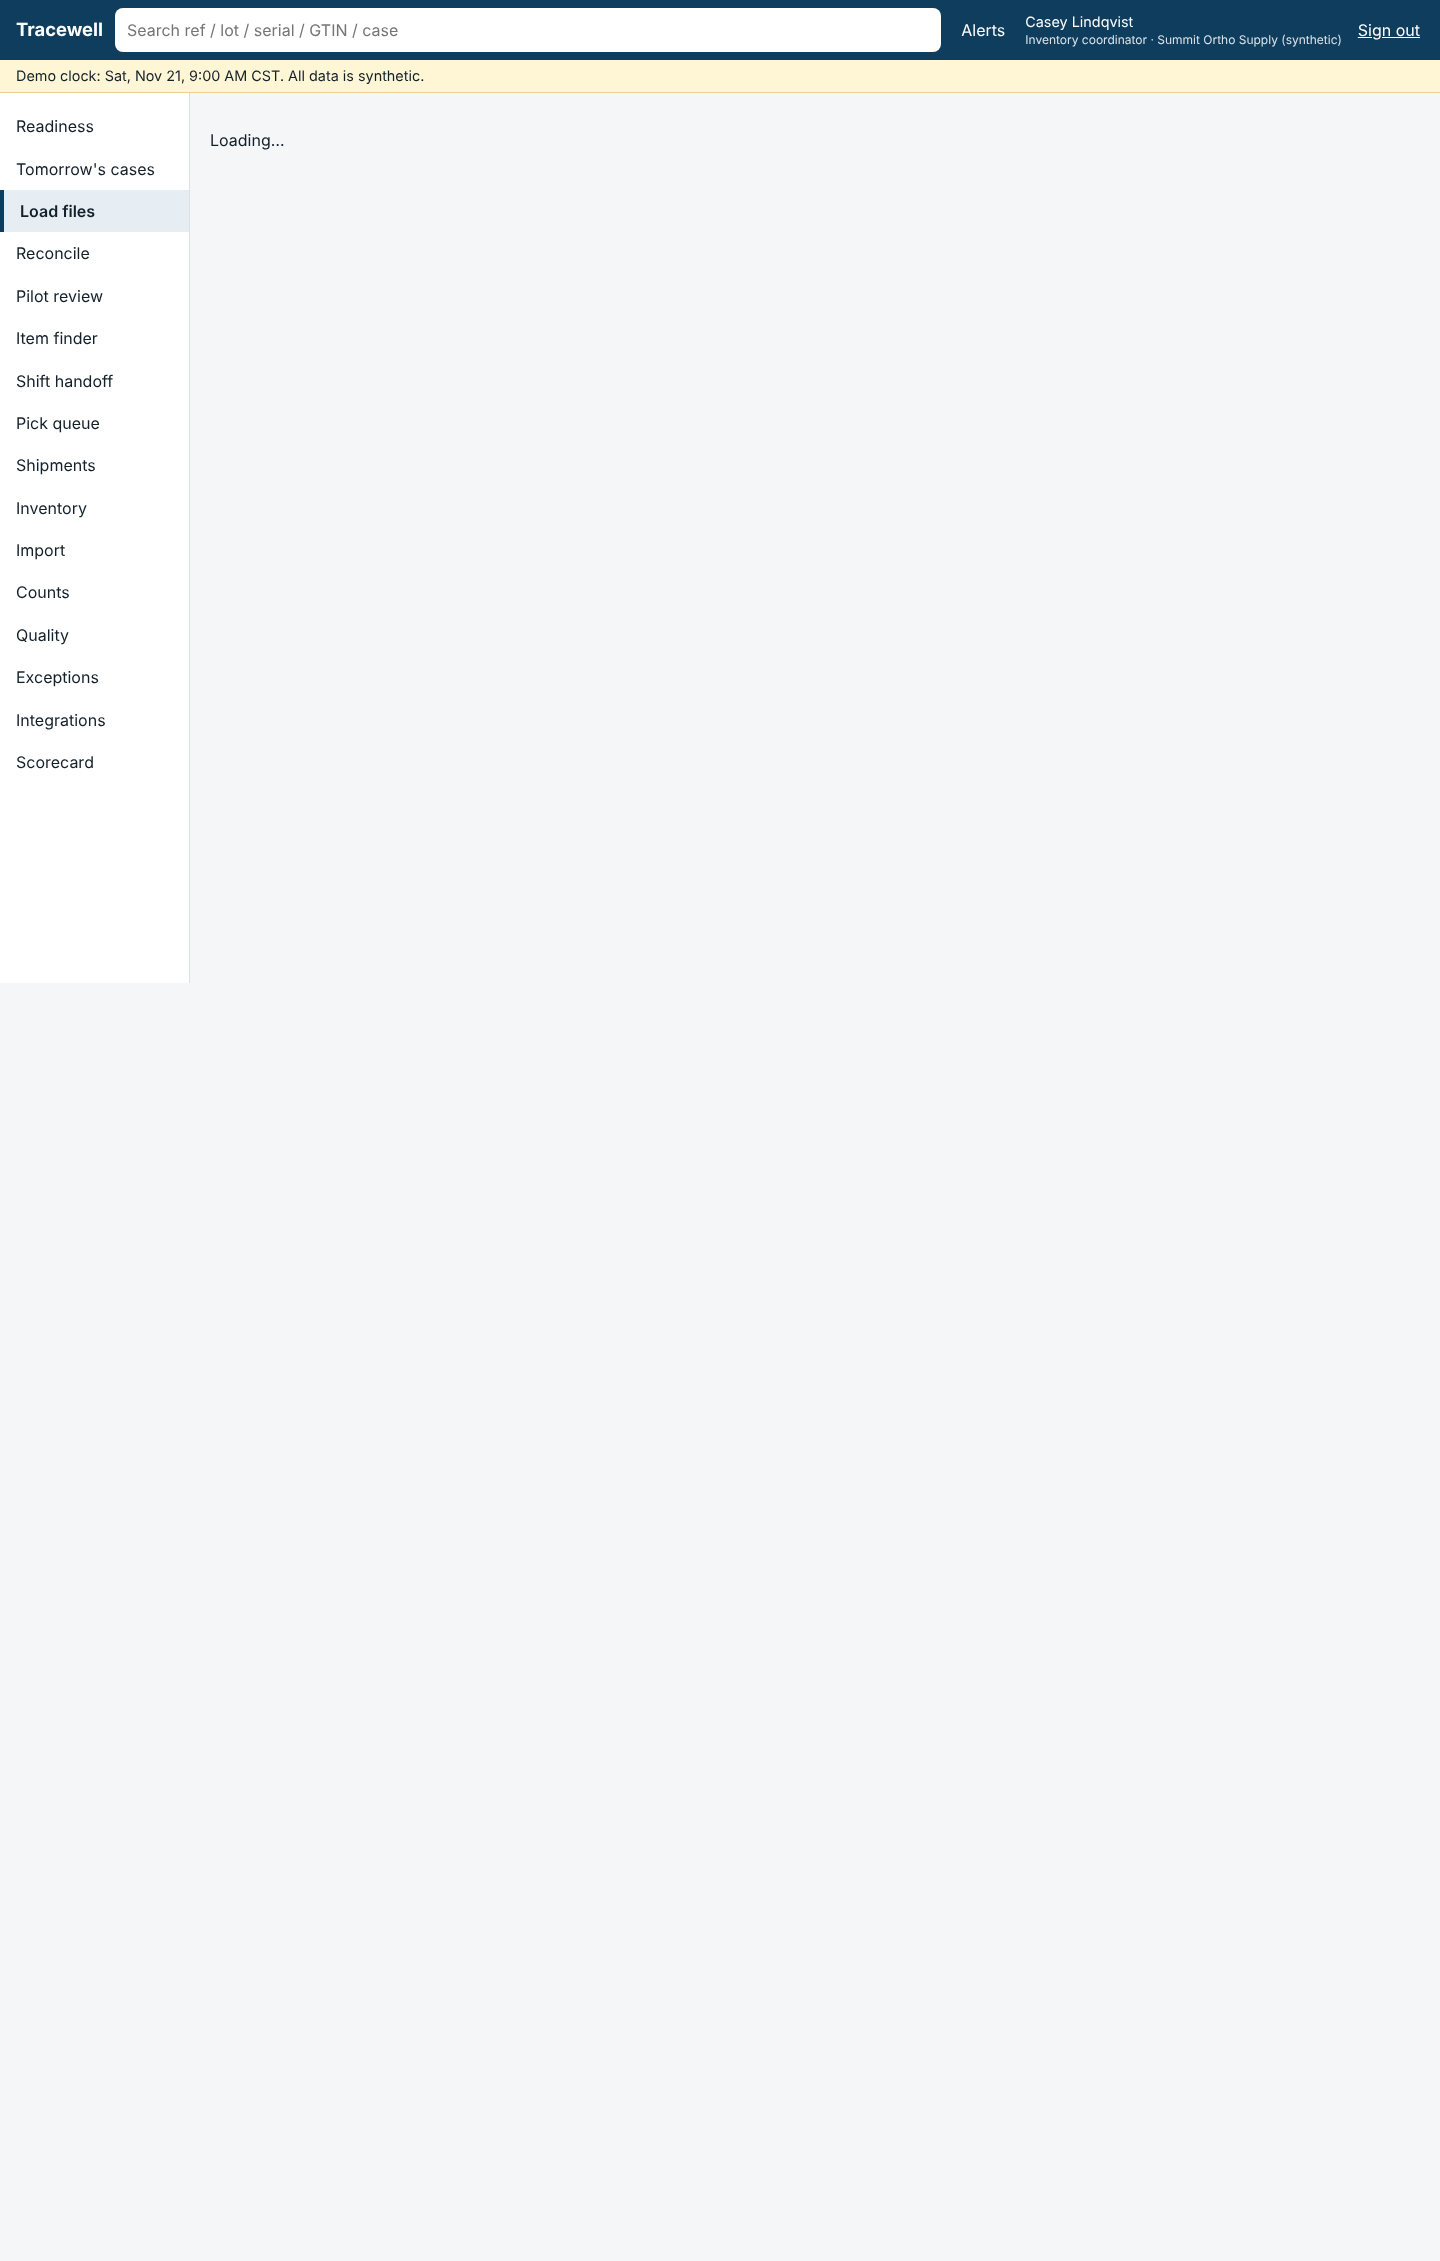 Tracewell
Search ref / lot / serial / GTIN / case
Alerts
Casey Lindqvist
Inventory coordinator · Summit Ortho Supply (synthetic)
Sign out
Demo clock: Sat, Nov 21, 9:00 AM CST. All data is synthetic.
Readiness
Tomorrow's cases
Load files
Reconcile
Pilot review
Item finder
Shift handoff
Pick queue
Shipments
Inventory
Import
Counts
Quality
Exceptions
Integrations
Scorecard
Loading…